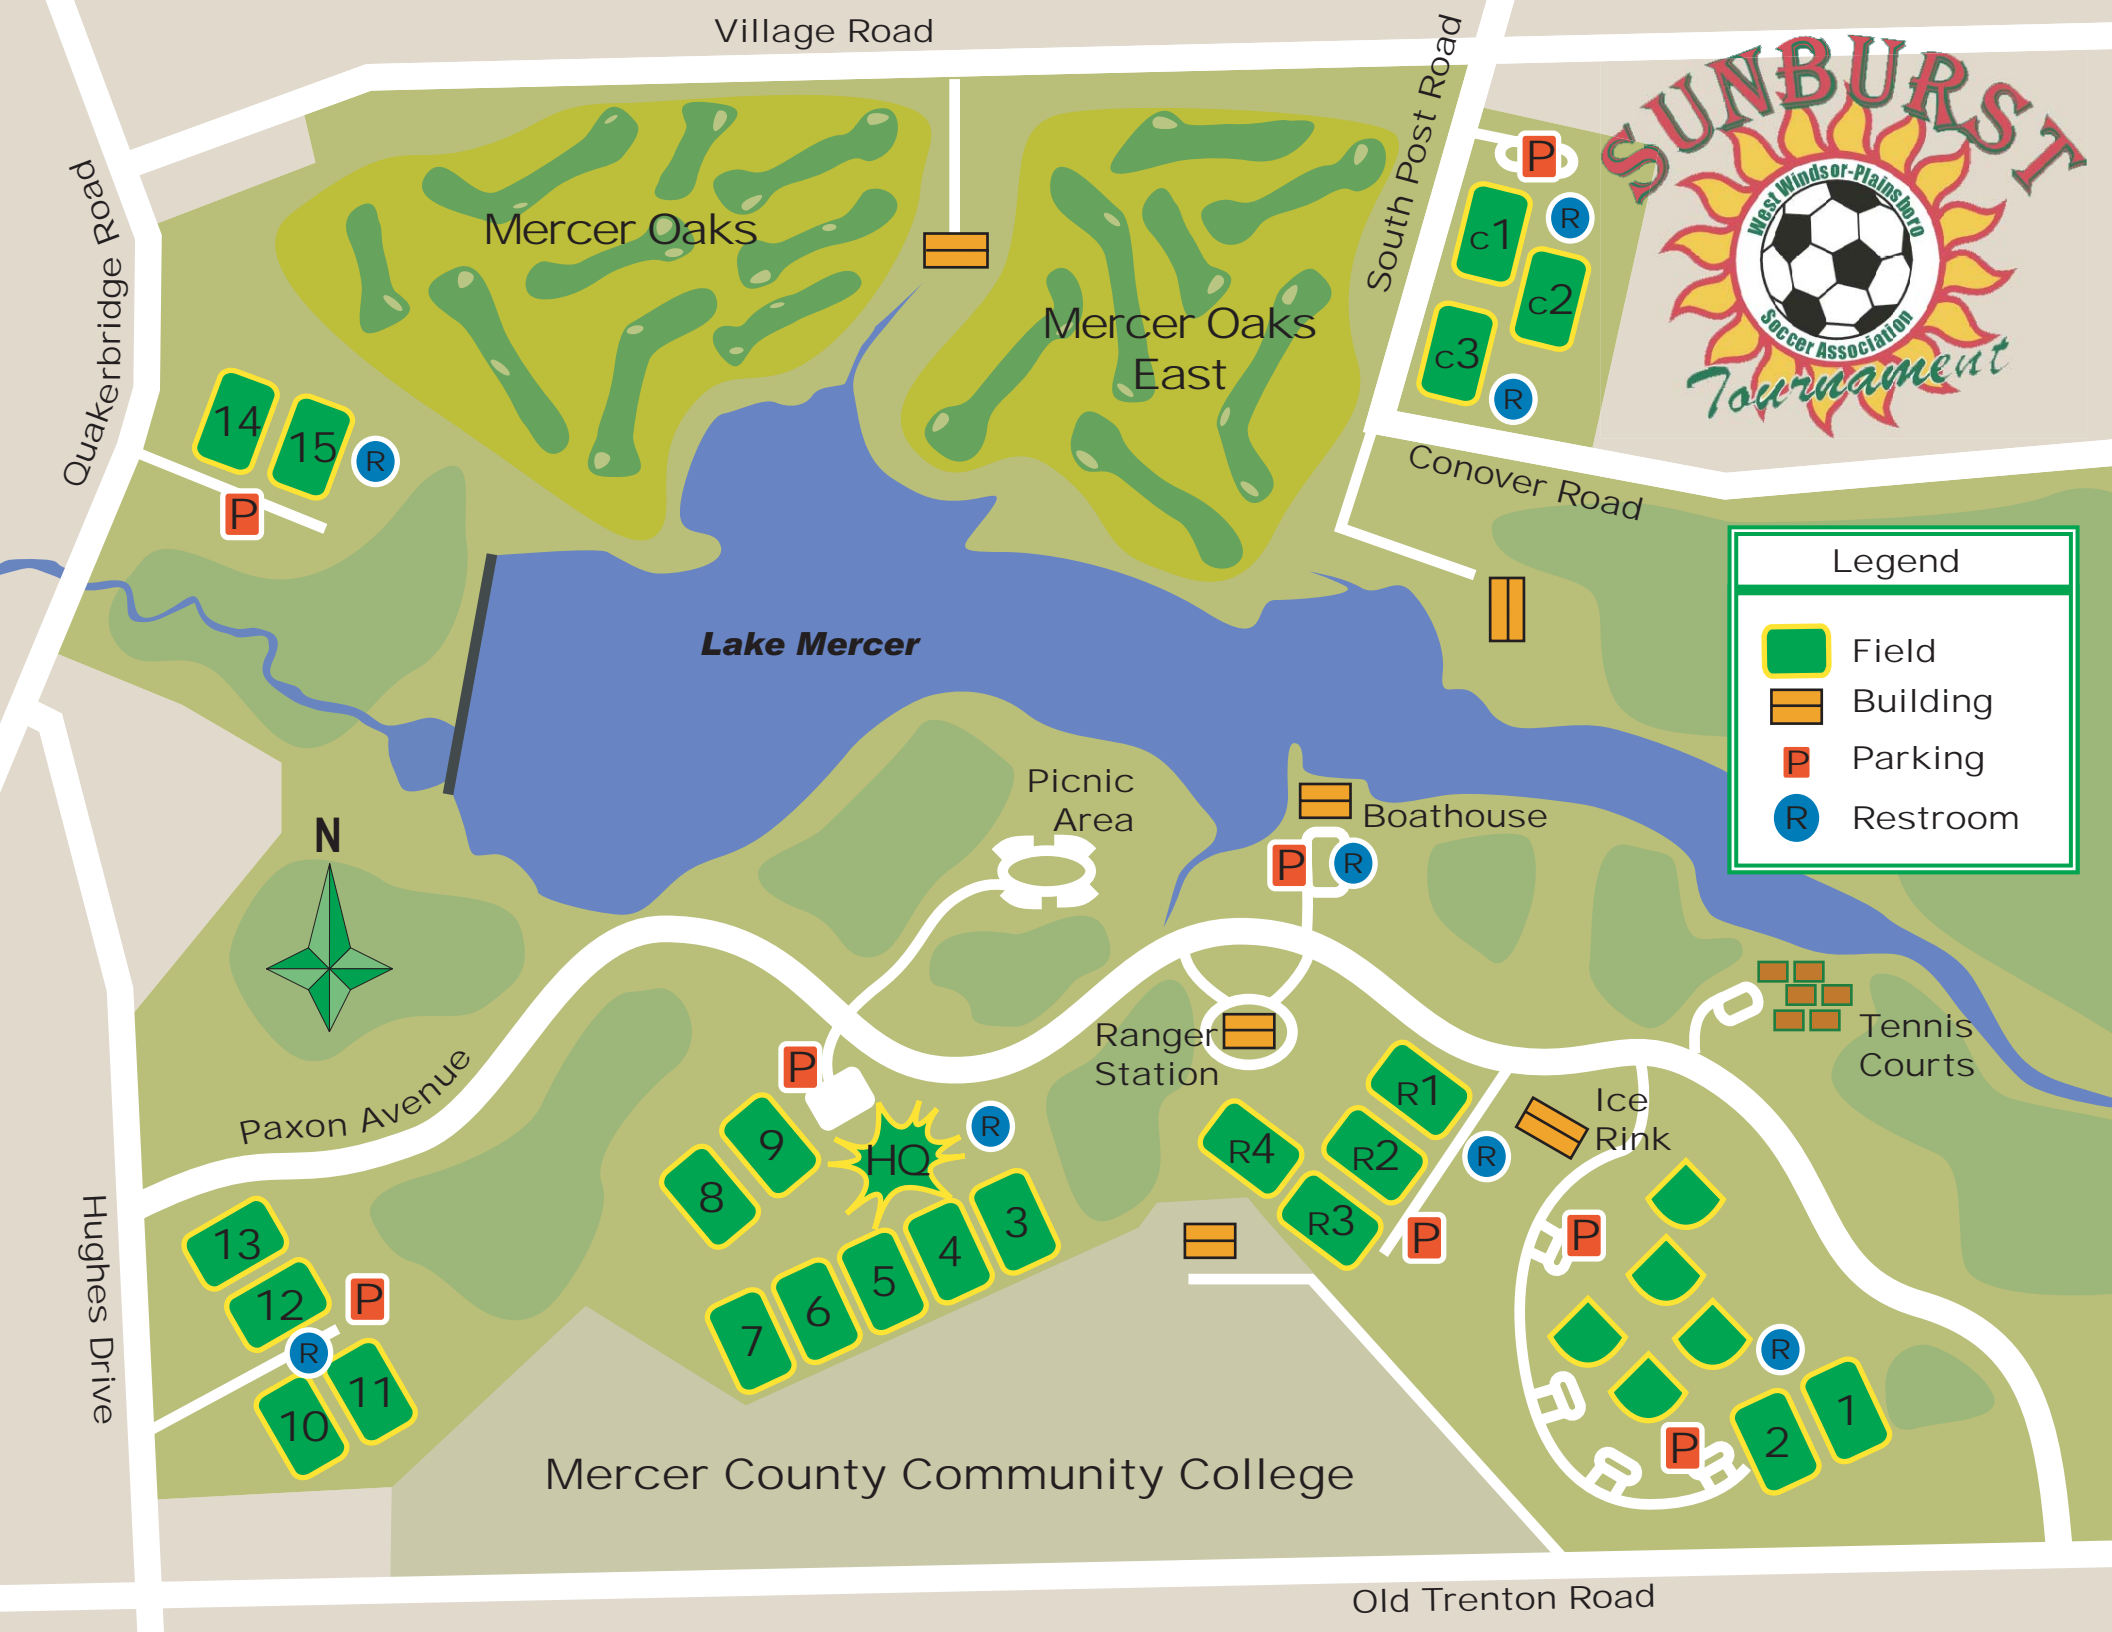 Village Road
South Post Road
SUNBURST
West Windsor-Plainsboro
Soccer Association
Tournament
Quakerbridge Road
Mercer Oaks
Mercer Oaks
East
P
R
C1
C2
C3
R
14
15
R
P
Conover Road
Legend
Field
Building
P Parking
R Restroom
Lake Mercer
Picnic
Area
Boathouse
P
R
N
Ranger
Station
Tennis
Courts
Paxon Avenue
P
9
8
HQ
R
3
4
5
6
7
R1
R2
R3
R4
R
P
Ice
Rink
P
R
1
2
P
Hughes Drive
13
12
P
R
11
10
Mercer County Community College
Old Trenton Road